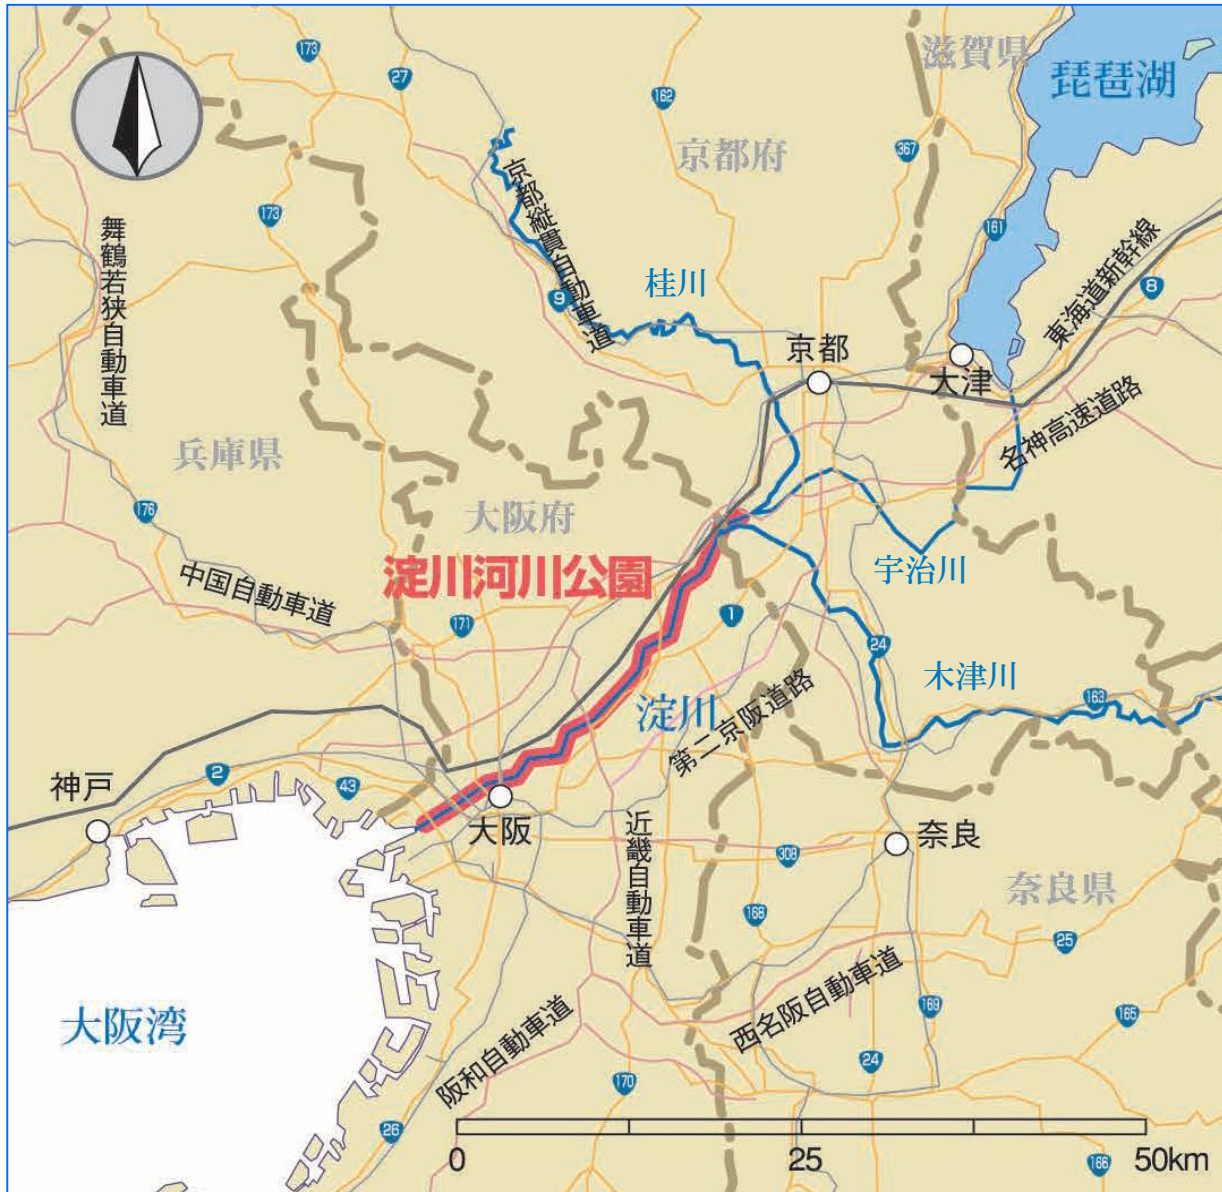 173
27
162
滋賀県
琵琶湖
京都府
367
173
161
舞鶴若狭自動車道
京都縦貫自動車道
桂川
9
東海道新幹線
8
京都
大津
名神高速道路
兵庫県
176
大阪府
淀川河川公園
宇治川
中国自動車道
171
1
24
木津川
163
淀川
第二京阪道路
神戸
2
43
大阪
近畿自動車道
308
奈良
奈良県
168
25
大阪湾
西名阪自動車道
169
165
阪和自動車道
170
24
26
166
0
25
50km